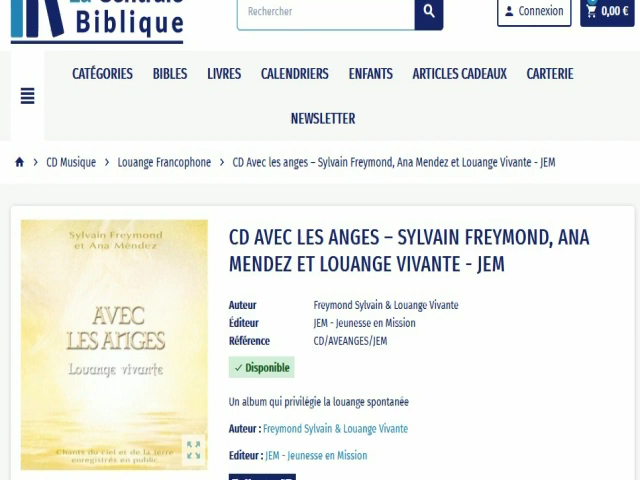 La Centrale
Biblique
Rechercher
Connexion
0,00 €
CATÉGORIES BIBLES LIVRES CALENDRIERS ENFANTS ARTICLES CADEAUX CARTERIE
NEWSLETTER
CD Musique > Louange Francophone > CD Avec les anges – Sylvain Freymond, Ana Mendez et Louange Vivante - JEM
Sylvain Freymond
et Ana Méndez
AVEC
LES ANGES
Louange vivante
Chants du ciel et de la terre
enregistrés en public
CD AVEC LES ANGES – SYLVAIN FREYMOND, ANA
MENDEZ ET LOUANGE VIVANTE - JEM
Auteur Freymond Sylvain & Louange Vivante
Éditeur JEM - Jeunesse en Mission
Référence CD/AVEANGES/JEM
Disponible
Un album qui privilégie la louange spontanée
Auteur : Freymond Sylvain & Louange Vivante
Editeur : JEM - Jeunesse en Mission